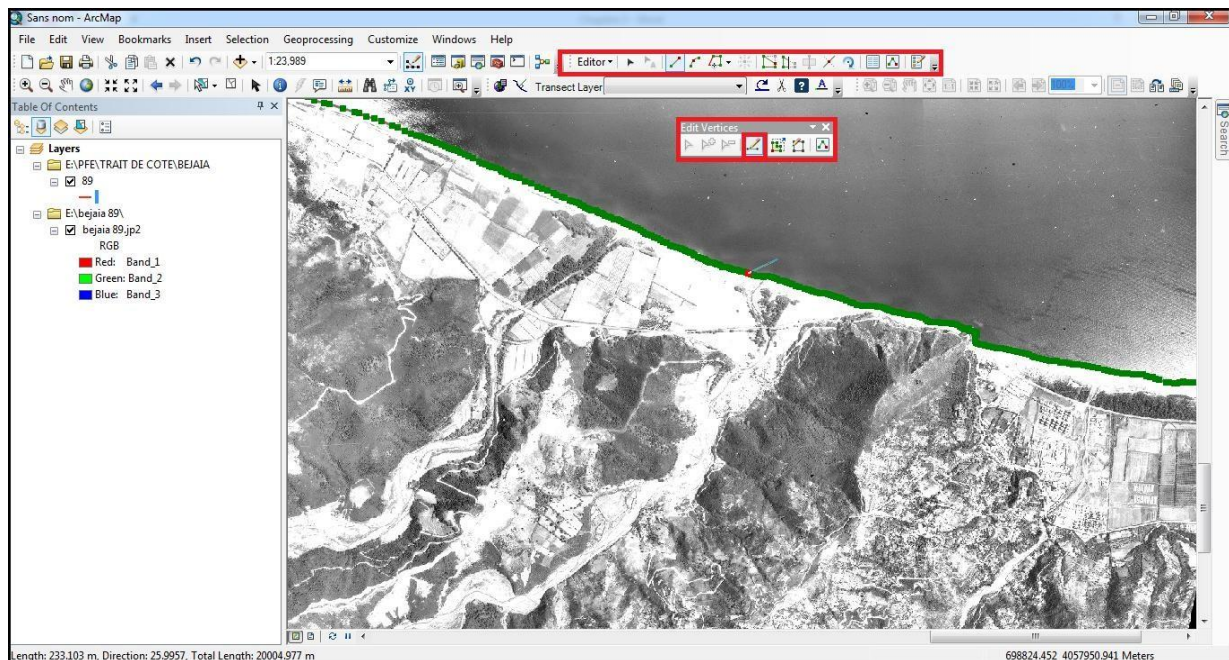 Sans nom - ArcMap
File Edit View Bookmarks Insert Selection Geoprocessing Customize Windows Help
1:23,989
Editor
Transect Layer
100%
Table Of Contents
Edit Vertices
Search
Layers
E:\PFE\TRAIT DE COTE\BEJAIA
89
E:\bejaia 89\
bejaia 89.jp2
RGB
Red: Band_1
Green: Band_2
Blue: Band_3
Length: 233.103 m, Direction: 25.9957, Total Length: 20004.977 m
698824.452 4057950.941 Meters